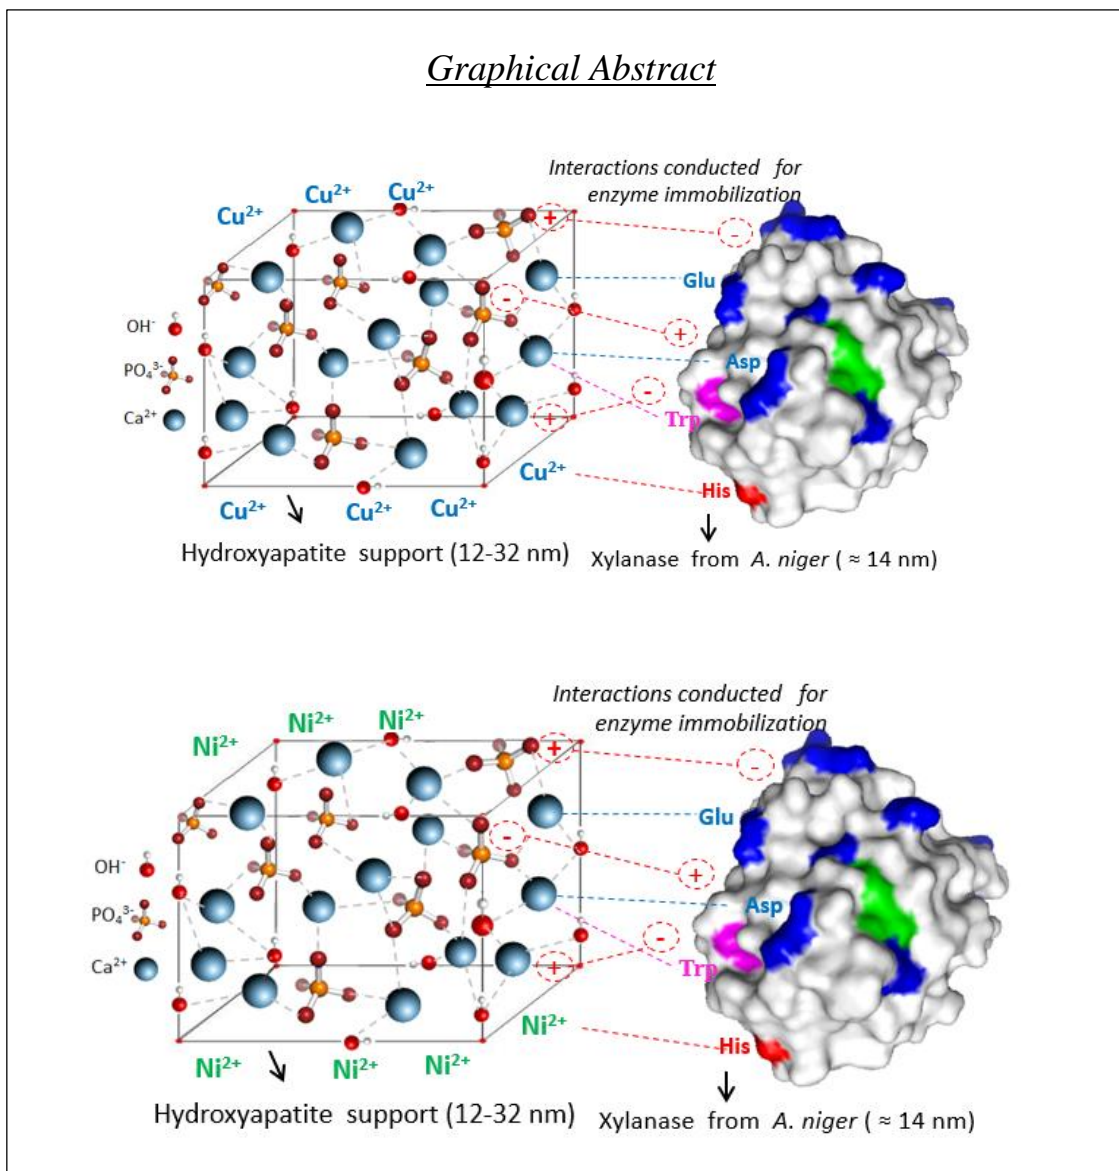 Graphical Abstract
Interactions conducted for
enzyme immobilization
Cu²⁺ Cu²⁺ Cu²⁺
+
-
Glu
-
+
OH⁻
Asp
PO₄³⁻
-
Ca²⁺
+
Trp
Cu²⁺
His
Cu²⁺ Cu²⁺ Cu²⁺
Hydroxyapatite support (12-32 nm)
Xylanase from A. niger ( ≈ 14 nm)
Interactions conducted for
enzyme immobilization
Ni²⁺ Ni²⁺ Ni²⁺
+
-
Glu
-
+
OH⁻
Asp
PO₄³⁻
-
Ca²⁺
+
Trp
Ni²⁺
His
Ni²⁺ Ni²⁺ Ni²⁺
Hydroxyapatite support (12-32 nm)
Xylanase from A. niger ( ≈ 14 nm)